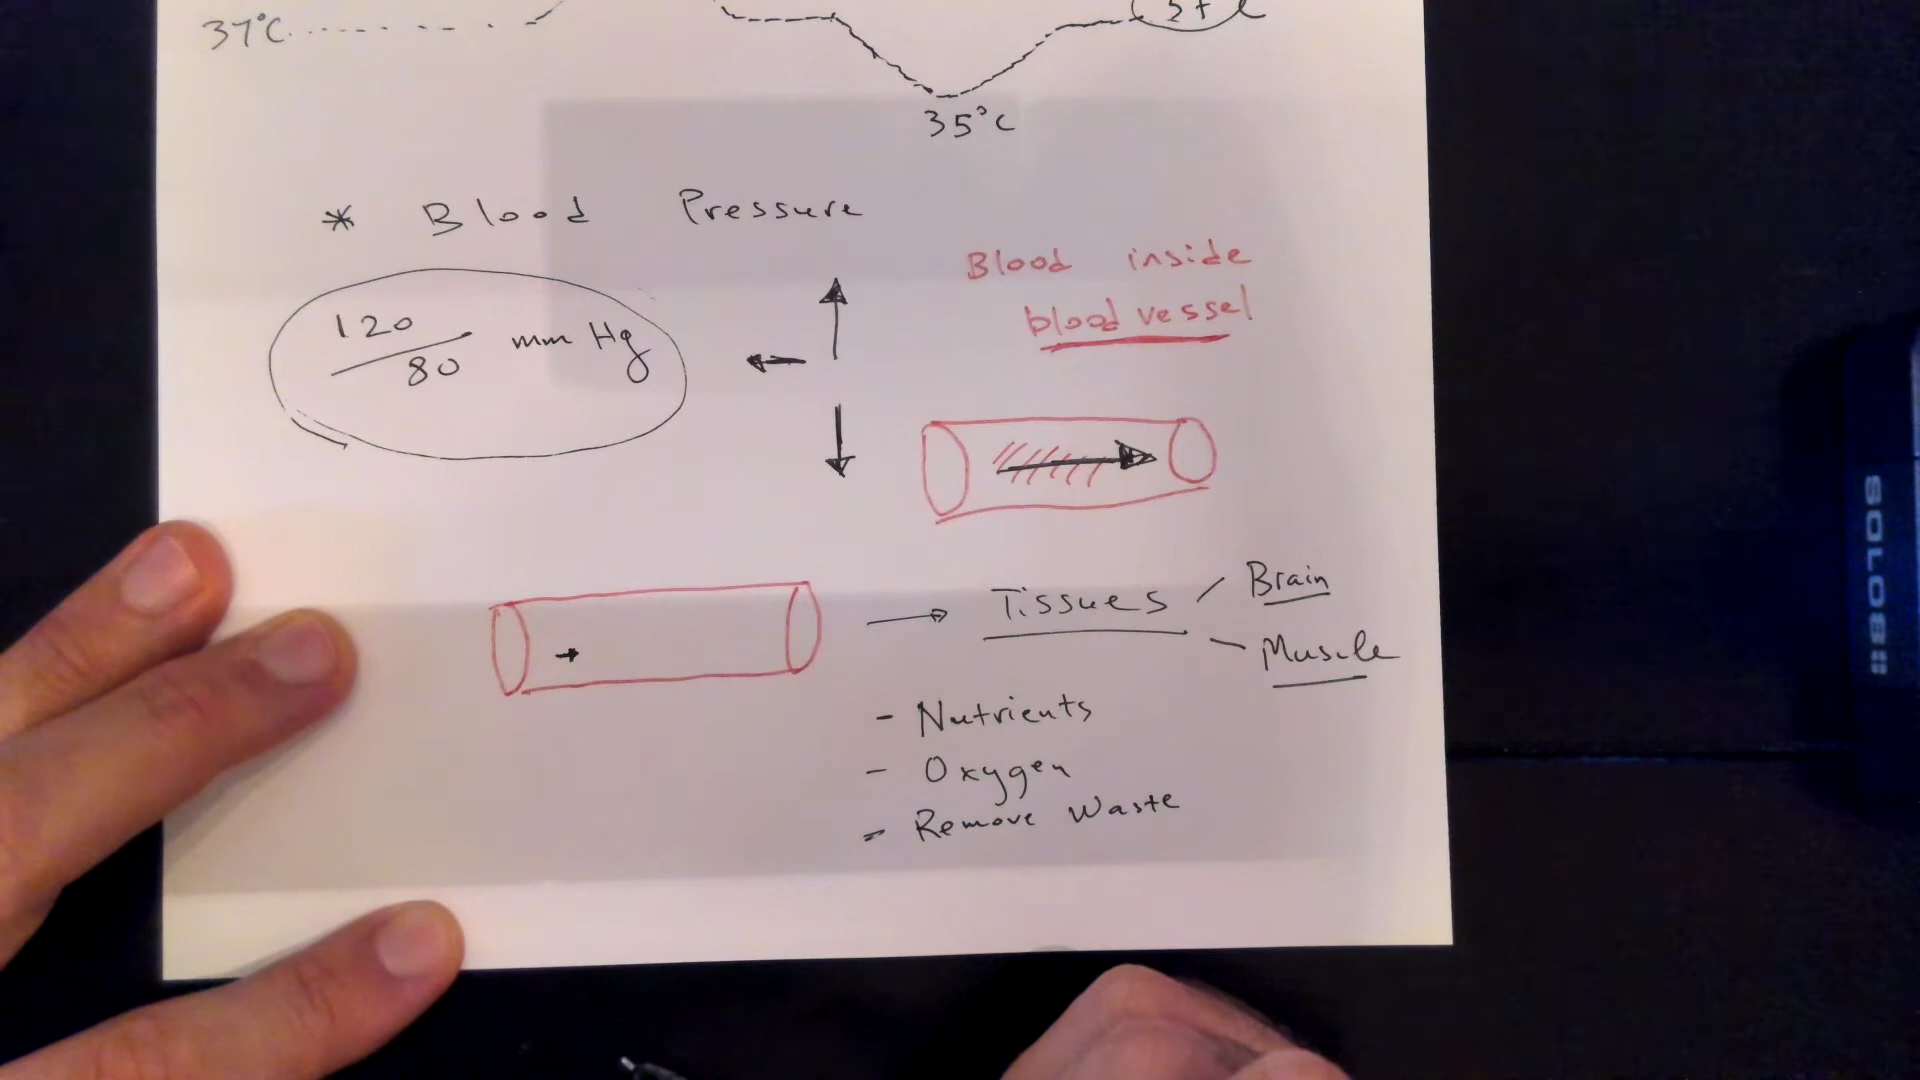 37°C
35°C
* Blood Pressure
Blood inside
blood vessel
120
80
mm Hg
Tissues
Brain
Muscle
- Nutrients
- Oxygen
- Remove Waste
SOLO8